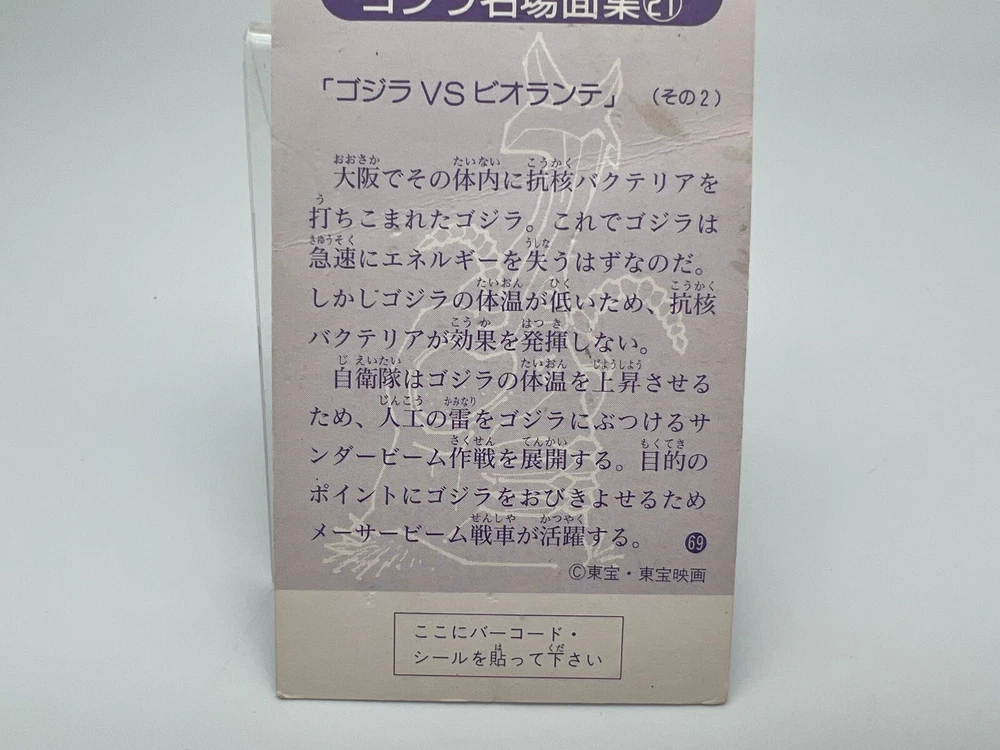 ゴジラ名場面集㉑
「ゴジラ VS ビオランテ」 (その2)
大阪でその体内に抗核バクテリアを
打ちこまれたゴジラ。これでゴジラは
急速にエネルギーを失うはずなのだ。
しかしゴジラの体温が低いため、抗核
バクテリアが効果を発揮しない。
自衛隊はゴジラの体温を上昇させる
ため、人工の雷をゴジラにぶつけるサ
ンダービーム作戦を展開する。目的の
ポイントにゴジラをおびきよせるため
メーサービーム戦車が活躍する。 69
©東宝・東宝映画
ここにバーコード・
シールを貼って下さい